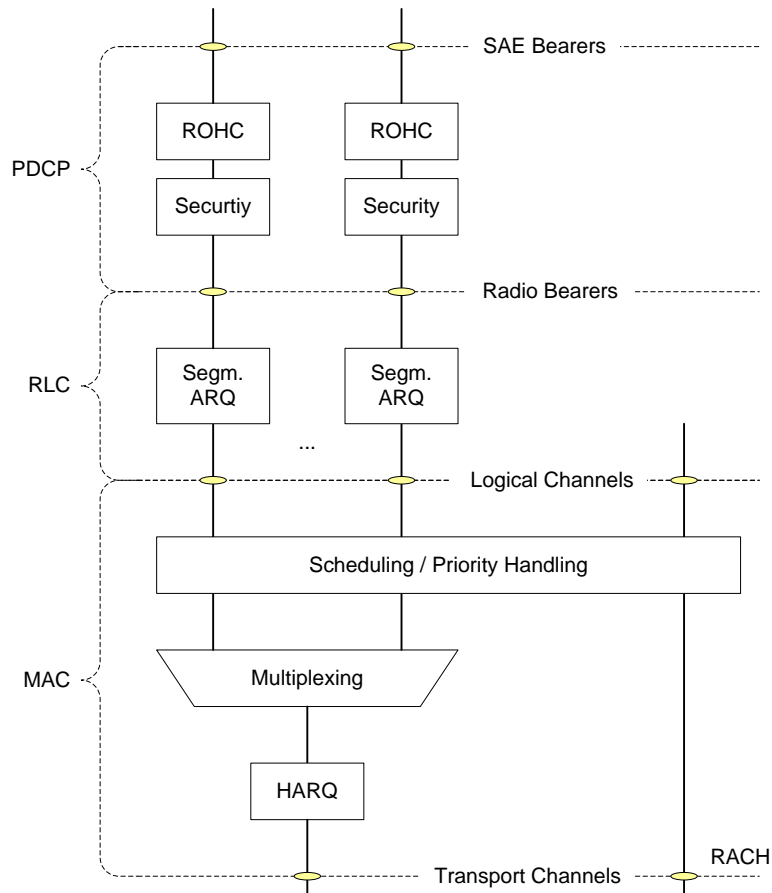 SAE Bearers
ROHC ROHC
PDCP
Securtiy Security
Radio Bearers
Segm. Segm.
RLC
ARQ ARQ
...
Logical Channels
Scheduling / Priority Handling
MAC
Multiplexing
HARQ
RACH
Transport Channels